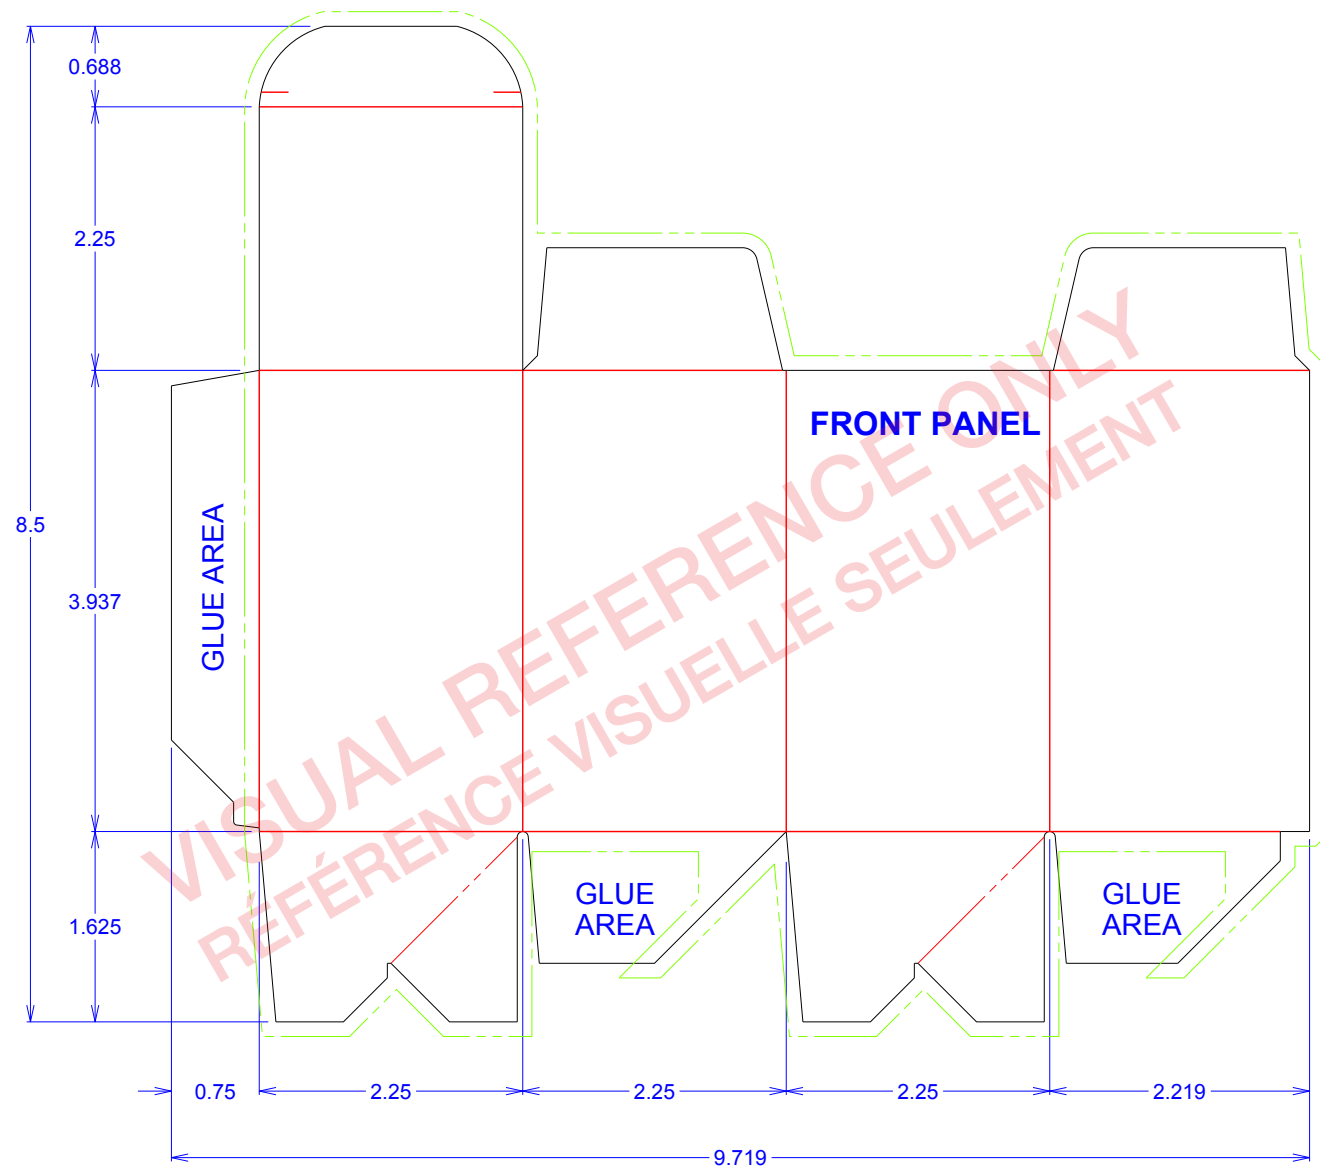 0.688
2.25
FRONT PANEL
8.5
GLUE AREA
3.937
VISUAL REFERENCE ONLY
RÉFÉRENCE VISUELLE SEULEMENT
GLUE
AREA
GLUE
AREA
1.625
0.75
2.25
2.25
2.25
2.219
9.719